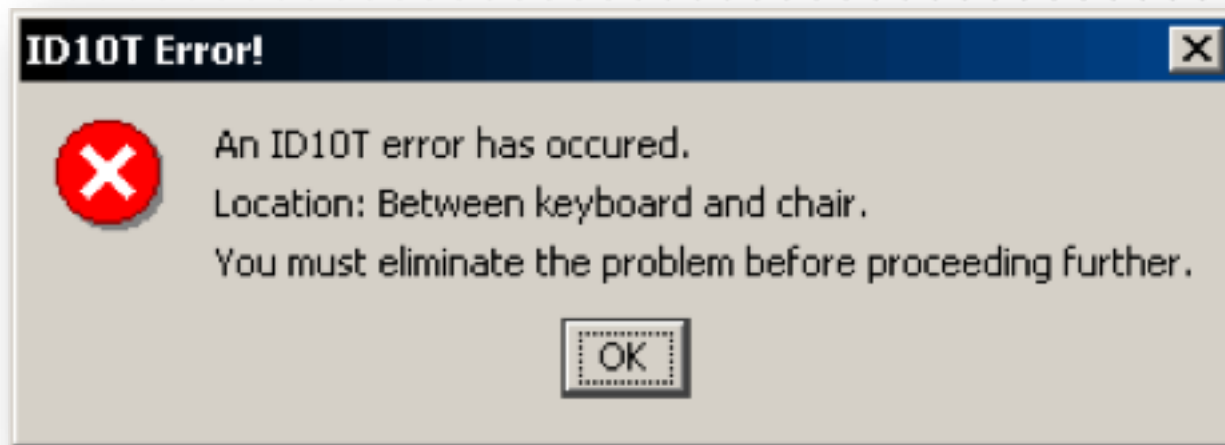 ID10T Error!
An ID10T error has occured.
Location: Between keyboard and chair.
You must eliminate the problem before proceeding further.
OK